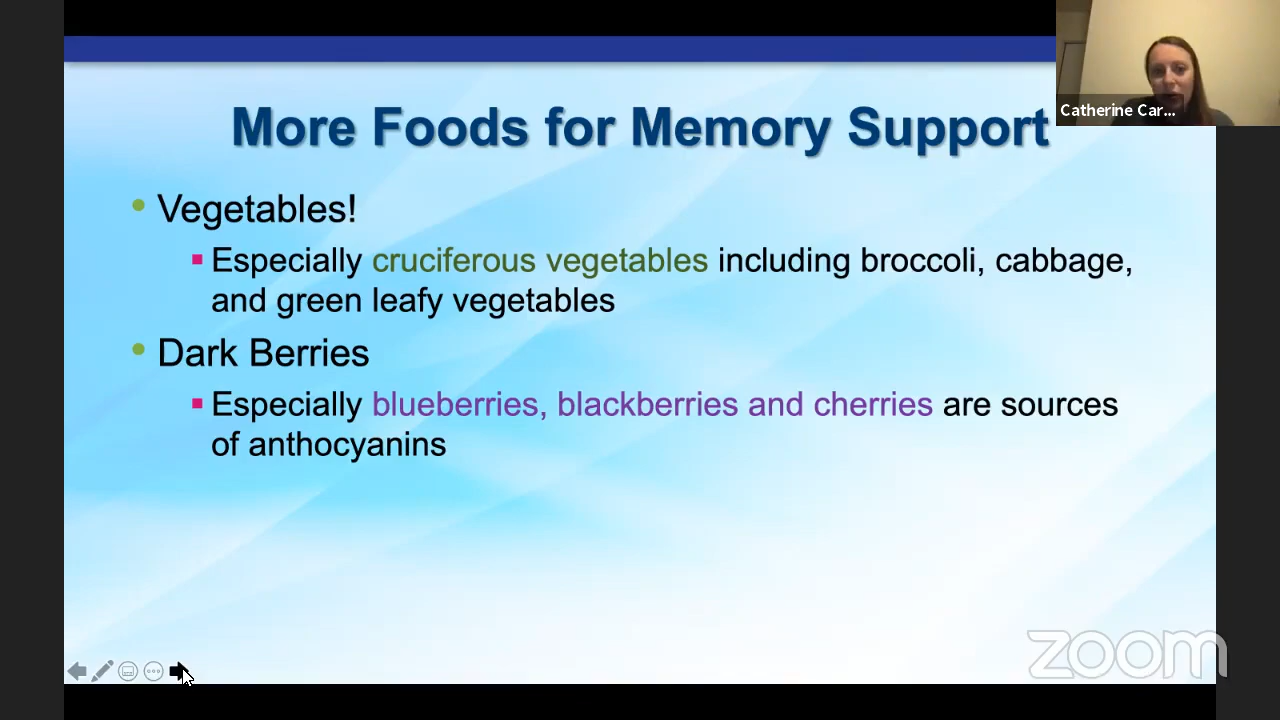 More Foods for Memory Support
Catherine Car...
• Vegetables!
▪ Especially cruciferous vegetables including broccoli, cabbage,
and green leafy vegetables
• Dark Berries
▪ Especially blueberries, blackberries and cherries are sources
of anthocyanins
zoom